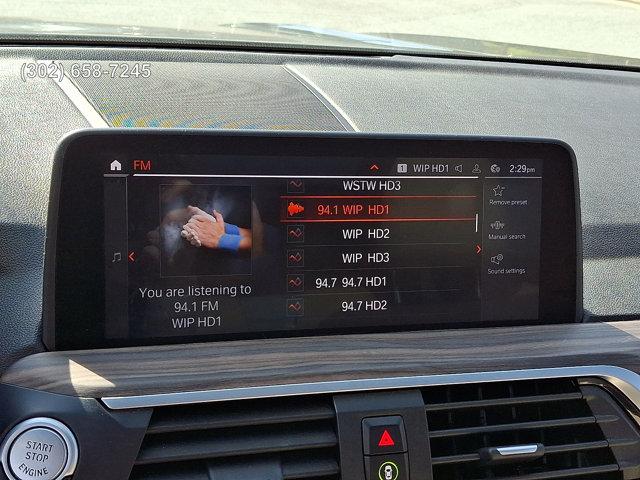 (302) 658-7245
FM
1 WIP HD1
2:29pm
WSTW HD3
94.1 WIP HD1
WIP HD2
WIP HD3
94.7 94.7 HD1
94.7 HD2
You are listening to
94.1 FM
WIP HD1
Remove preset
Manual search
Sound settings
START
STOP
ENGINE